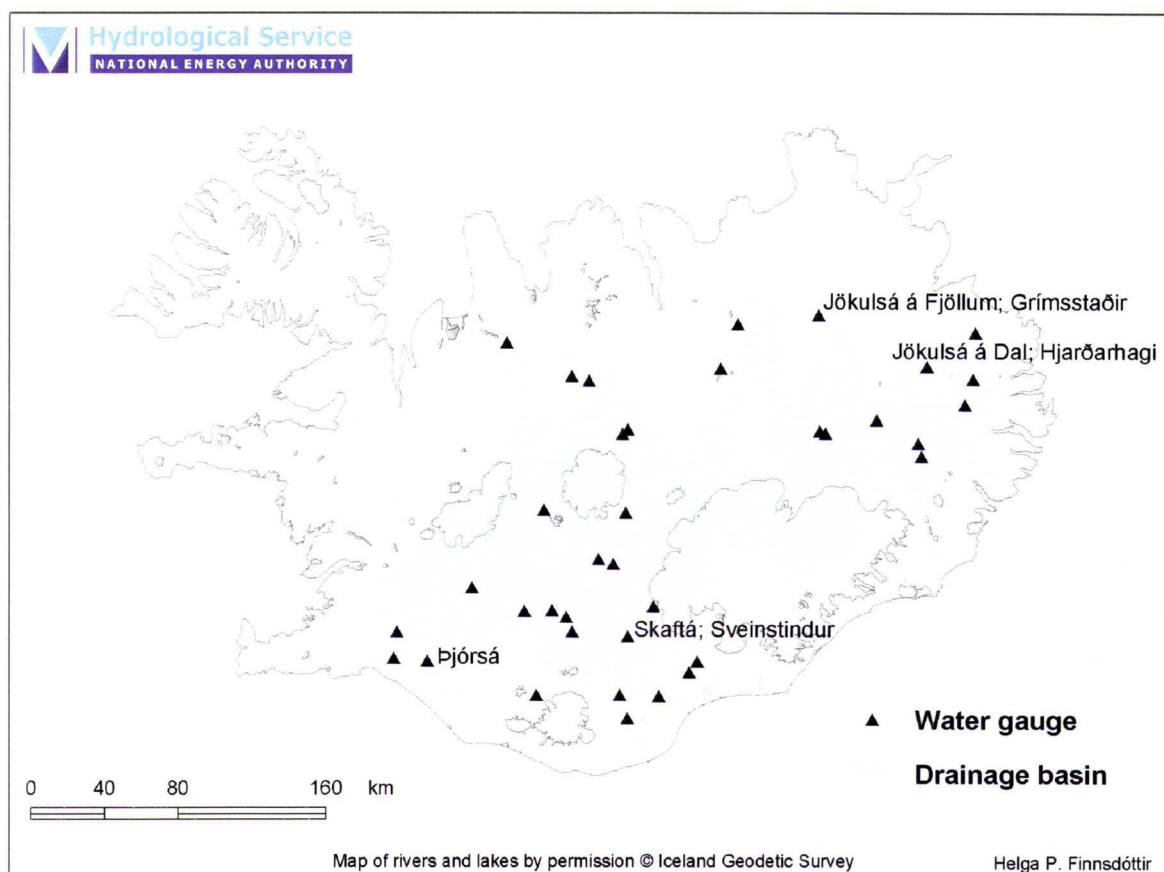 Hydrological Service
NATIONAL ENERGY AUTHORITY
Jökulsá á Fjöllum; Grímsstaðir
Jökulsá á Dal; Hjarðarhagi
Skaftá; Sveinstindur
Þjórsá
Water gauge
Drainage basin
0 40 80 160 km
Map of rivers and lakes by permission © Iceland Geodetic Survey
Helga P. Finnsdóttir